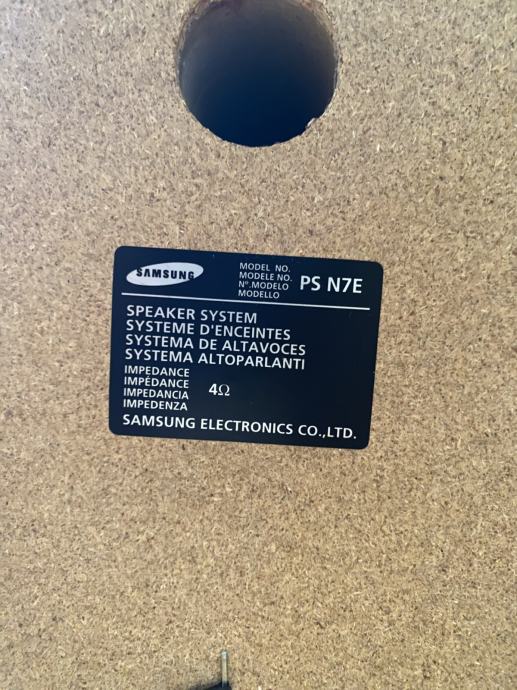 SAMSUNG
MODEL NO.
MODELE NO.
Nº.MODELO
MODELLO
PS N7E
SPEAKER SYSTEM
SYSTEME D'ENCEINTES
SYSTEMA DE ALTAVOCES
SYSTEMA ALTOPARLANTI
IMPEDANCE
IMPÉDANCE
IMPEDANCIA
IMPEDENZA
4Ω
SAMSUNG ELECTRONICS CO.,LTD.